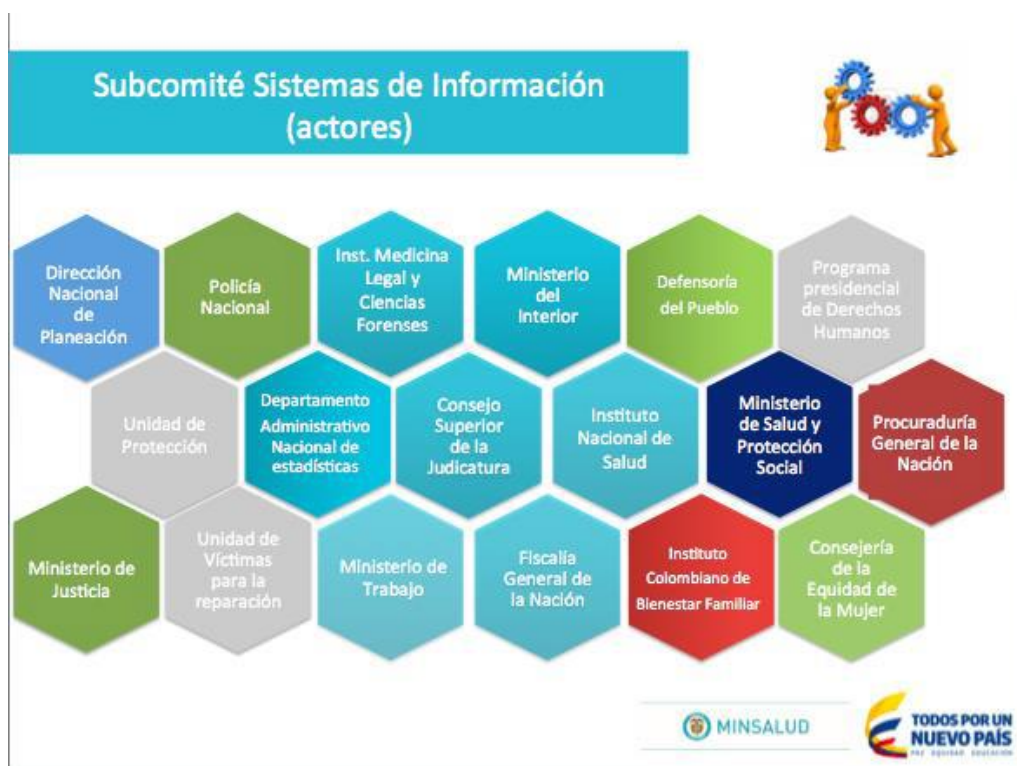 Subcomité Sistemas de Información
(actores)
Dirección
Nacional
de
Planeación
Policía
Nacional
Inst. Medicina
Legal y
Ciencias
Forenses
Ministerio
del
Interior
Defensoría
del Pueblo
Programa
presidencial
de Derechos
Humanos
Unidad de
Protección
Departamento
Administrativo
Nacional de
estadísticas
Consejo
Superior
de la
Judicatura
Instituto
Nacional de
Salud
Ministerio
de Salud y
Protección
Social
Procuraduría
General de la
Nación
Ministerio de
Justicia
Unidad de
Víctimas
para la
reparación
Ministerio de
Trabajo
Fiscalía
General de
la Nación
Instituto
Colombiano de
Bienestar Familiar
Consejería
de la
Equidad de
la Mujer
MINSALUD
TODOS POR UN
NUEVO PAÍS
PAZ EQUIDAD EDUCACIÓN